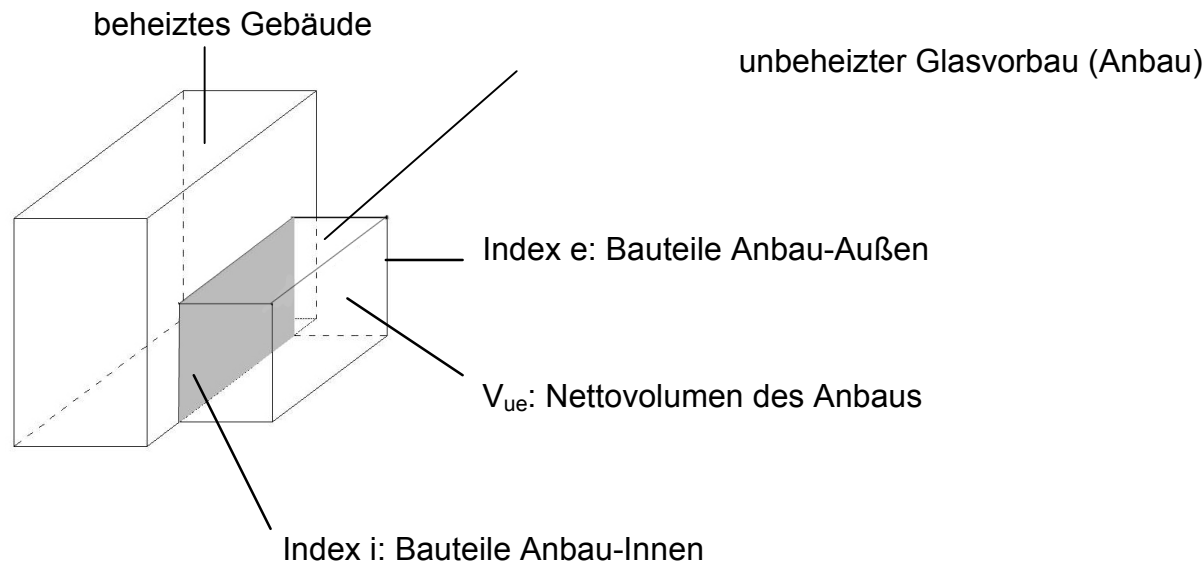 beheiztes Gebäude
unbeheizter Glasvorbau (Anbau)
Index e: Bauteile Anbau-Außen
Vue: Nettovolumen des Anbaus
Index i: Bauteile Anbau-Innen